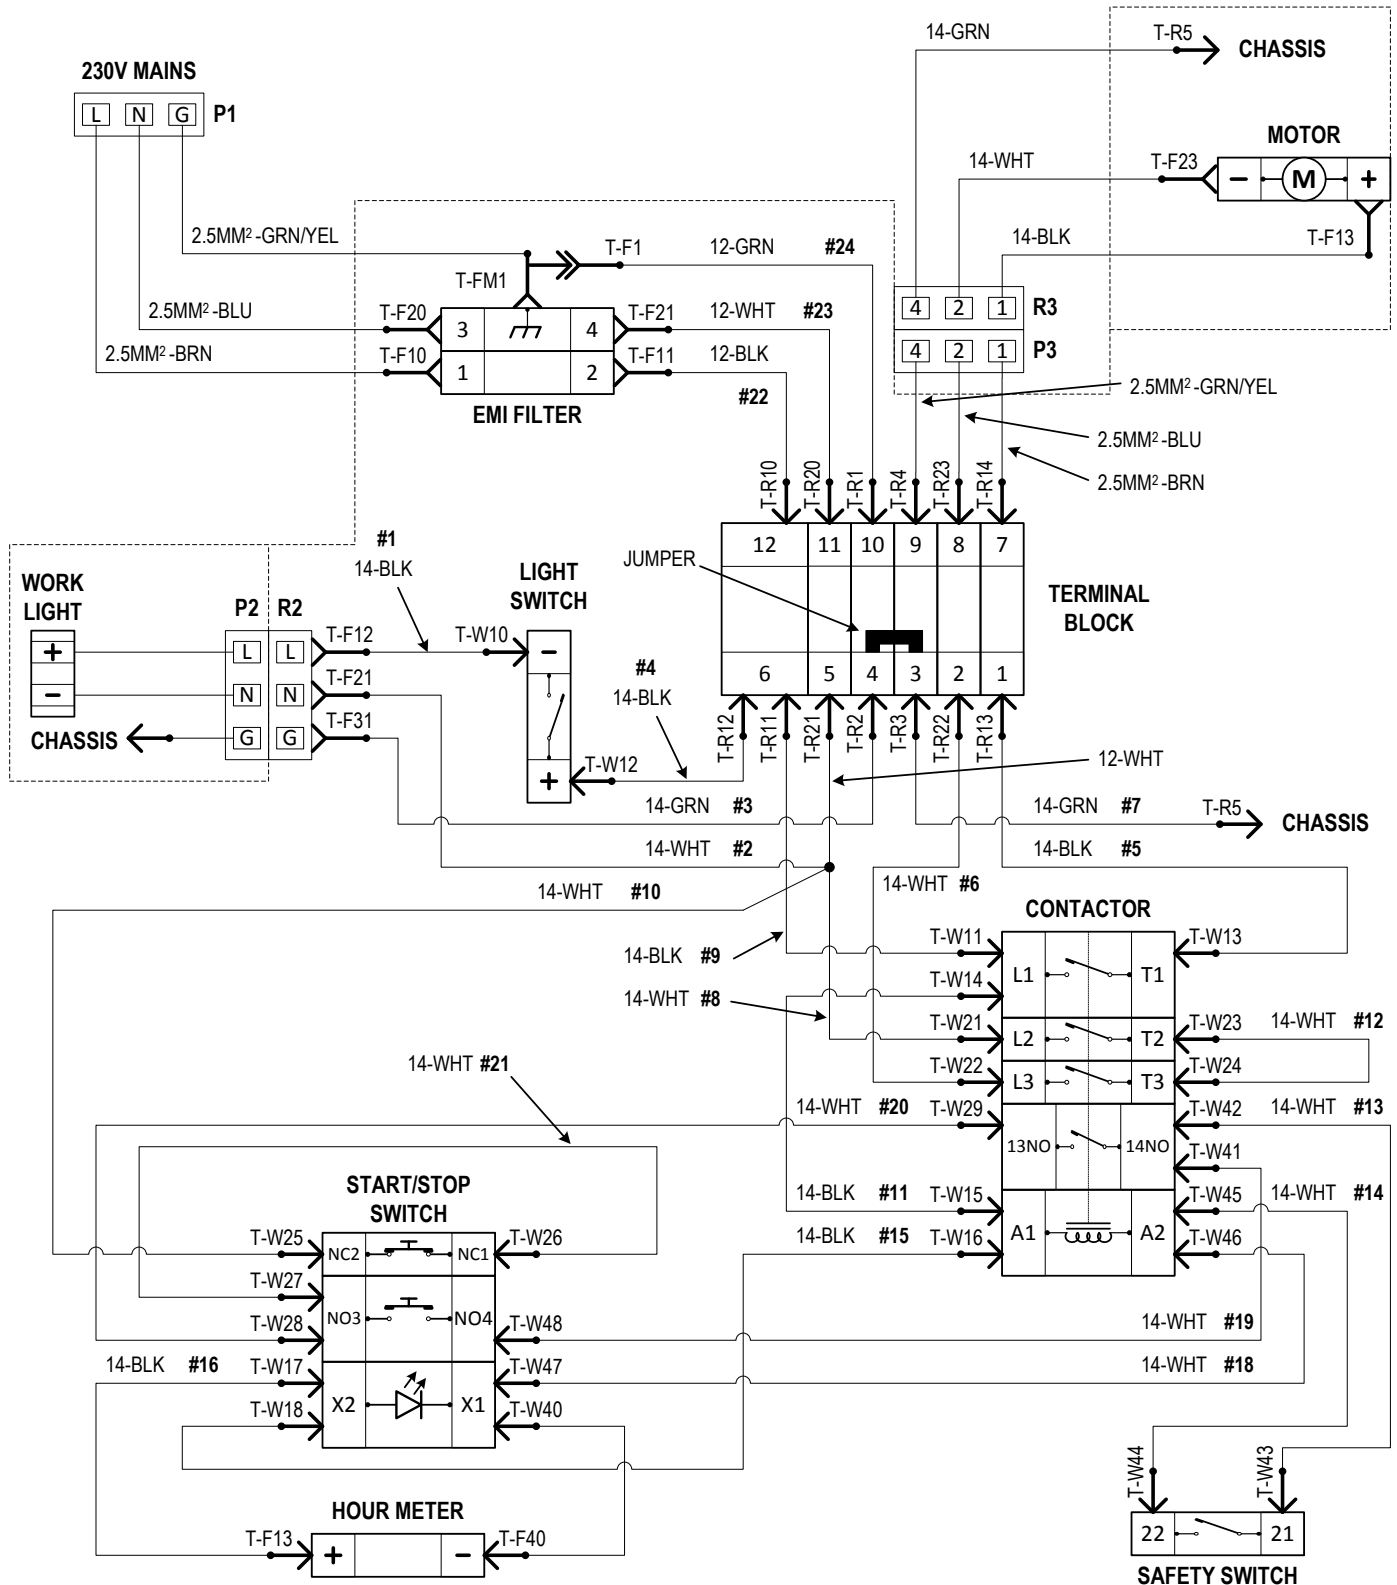 14-GRN
T-R5
CHASSIS
230V MAINS
L N G P1
MOTOR
14-WHT
T-F23
− M +
2.5MM²-GRN/YEL
T-F1
12-GRN #24
14-BLK
T-F13
T-FM1
2.5MM²-BLU
T-F20
3 4
T-F21
12-WHT #23
4 2 1 R3
2.5MM²-BRN
T-F10
1 2
T-F11
12-BLK
4 2 1 P3
#22
EMI FILTER
2.5MM²-GRN/YEL
2.5MM²-BLU
2.5MM²-BRN
T-R10 T-R20 T-R1 T-R4 T-R23 T-R14
12 11 10 9 8 7
JUMPER
TERMINAL
BLOCK
6 5 4 3 2 1
T-R12 T-R11 T-R21 T-R2 T-R3 T-R22 T-R13
#1
14-BLK
LIGHT
SWITCH
WORK
LIGHT
P2 R2
+
L L
T-F12
T-W10
−
−
N N
T-F21
#4
14-BLK
CHASSIS
G G
T-F31
+
T-W12
12-WHT
14-GRN #3
14-GRN #7
T-R5
CHASSIS
14-WHT #2
14-BLK #5
14-WHT #10
14-WHT #6
CONTACTOR
14-BLK #9
T-W11
L1 T1
T-W13
T-W14
14-WHT #8
T-W21
L2 T2
T-W23
14-WHT #12
T-W22
L3 T3
T-W24
14-WHT #21
14-WHT #20
T-W29
13NO 14NO
T-W42
14-WHT #13
T-W41
14-BLK #11
T-W15
A1 A2
T-W45
14-WHT #14
14-BLK #15
T-W16
T-W46
START/STOP
SWITCH
T-W25
NC2 NC1
T-W26
T-W27
NO3 NO4
T-W28
T-W48
14-WHT #19
14-BLK #16
T-W17
X2 X1
T-W47
14-WHT #18
T-W18
T-W40
HOUR METER
T-F13
+ −
T-F40
T-W44 T-W43
22 21
SAFETY SWITCH